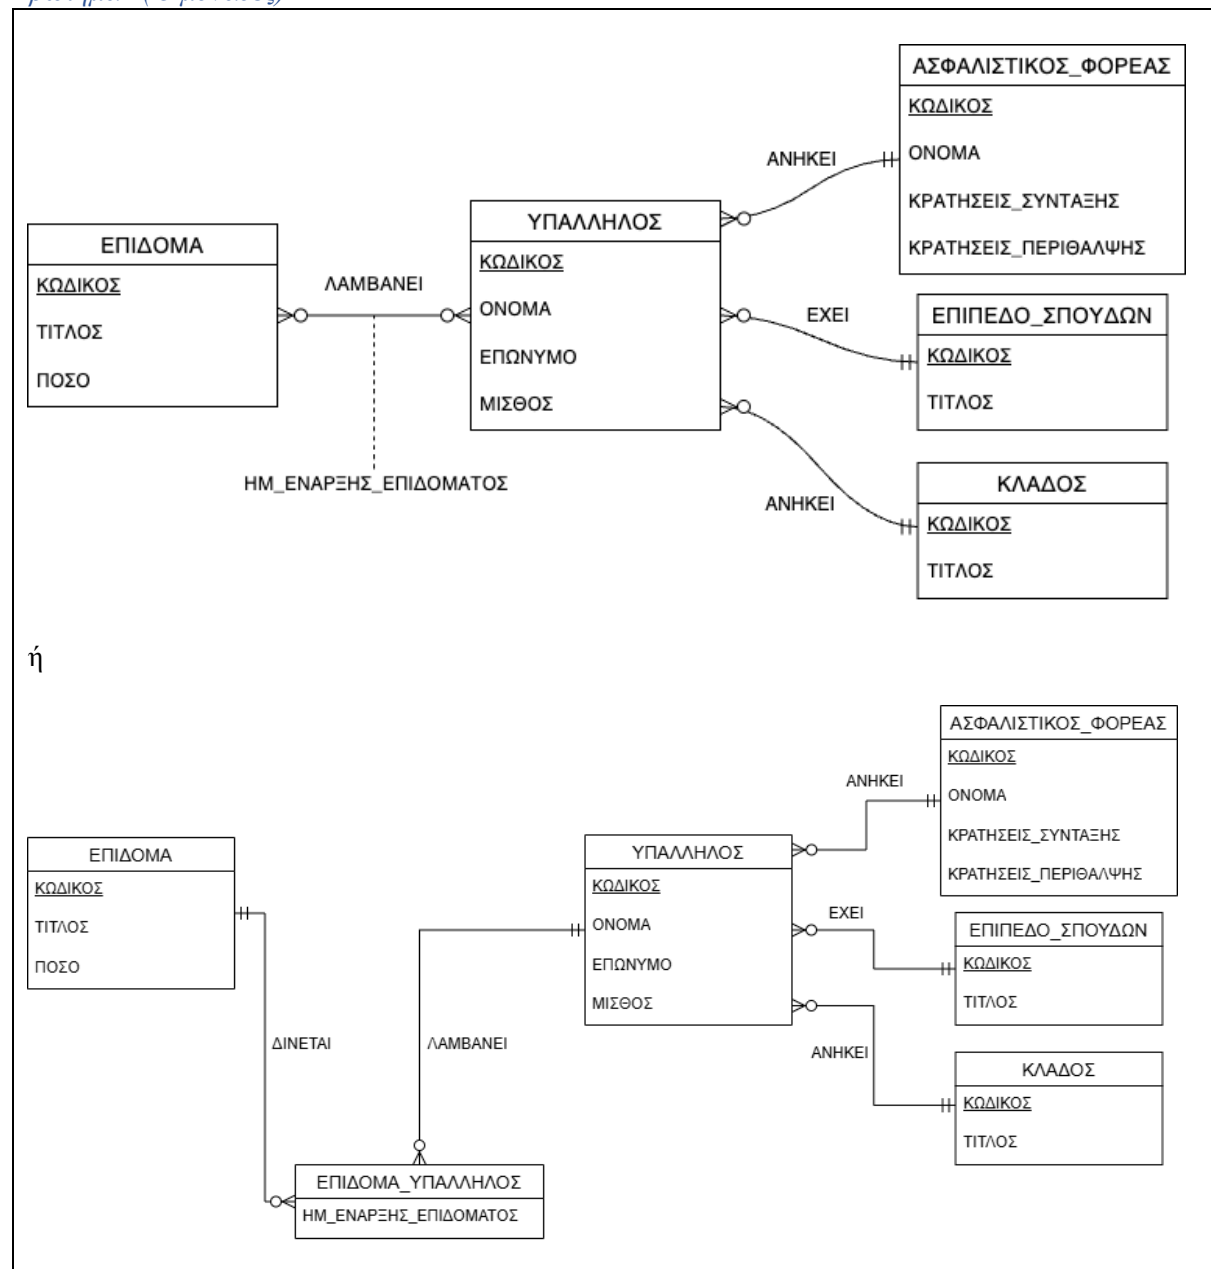 ΑΣΦΑΛΙΣΤΙΚΟΣ_ΦΟΡΕΑΣ
ΚΩΔΙΚΟΣ
ΟΝΟΜΑ
ΚΡΑΤΗΣΕΙΣ_ΣΥΝΤΑΞΗΣ
ΚΡΑΤΗΣΕΙΣ_ΠΕΡΙΘΑΛΨΗΣ
ΑΝΗΚΕΙ
ΕΠΙΔΟΜΑ
ΚΩΔΙΚΟΣ
ΤΙΤΛΟΣ
ΠΟΣΟ
ΛΑΜΒΑΝΕΙ
ΗΜ_ΕΝΑΡΞΗΣ_ΕΠΙΔΟΜΑΤΟΣ
ΥΠΑΛΛΗΛΟΣ
ΚΩΔΙΚΟΣ
ΟΝΟΜΑ
ΕΠΩΝΥΜΟ
ΜΙΣΘΟΣ
ΕΧΕΙ
ΕΠΙΠΕΔΟ_ΣΠΟΥΔΩΝ
ΚΩΔΙΚΟΣ
ΤΙΤΛΟΣ
ΑΝΗΚΕΙ
ΚΛΑΔΟΣ
ΚΩΔΙΚΟΣ
ΤΙΤΛΟΣ
ή
ΑΣΦΑΛΙΣΤΙΚΟΣ_ΦΟΡΕΑΣ
ΚΩΔΙΚΟΣ
ΟΝΟΜΑ
ΚΡΑΤΗΣΕΙΣ_ΣΥΝΤΑΞΗΣ
ΚΡΑΤΗΣΕΙΣ_ΠΕΡΙΘΑΛΨΗΣ
ΑΝΗΚΕΙ
ΕΠΙΔΟΜΑ
ΚΩΔΙΚΟΣ
ΤΙΤΛΟΣ
ΠΟΣΟ
ΥΠΑΛΛΗΛΟΣ
ΚΩΔΙΚΟΣ
ΟΝΟΜΑ
ΕΠΩΝΥΜΟ
ΜΙΣΘΟΣ
ΕΧΕΙ
ΕΠΙΠΕΔΟ_ΣΠΟΥΔΩΝ
ΚΩΔΙΚΟΣ
ΤΙΤΛΟΣ
ΔΙΝΕΤΑΙ
ΛΑΜΒΑΝΕΙ
ΑΝΗΚΕΙ
ΚΛΑΔΟΣ
ΚΩΔΙΚΟΣ
ΤΙΤΛΟΣ
ΕΠΙΔΟΜΑ_ΥΠΑΛΛΗΛΟΣ
ΗΜ_ΕΝΑΡΞΗΣ_ΕΠΙΔΟΜΑΤΟΣ